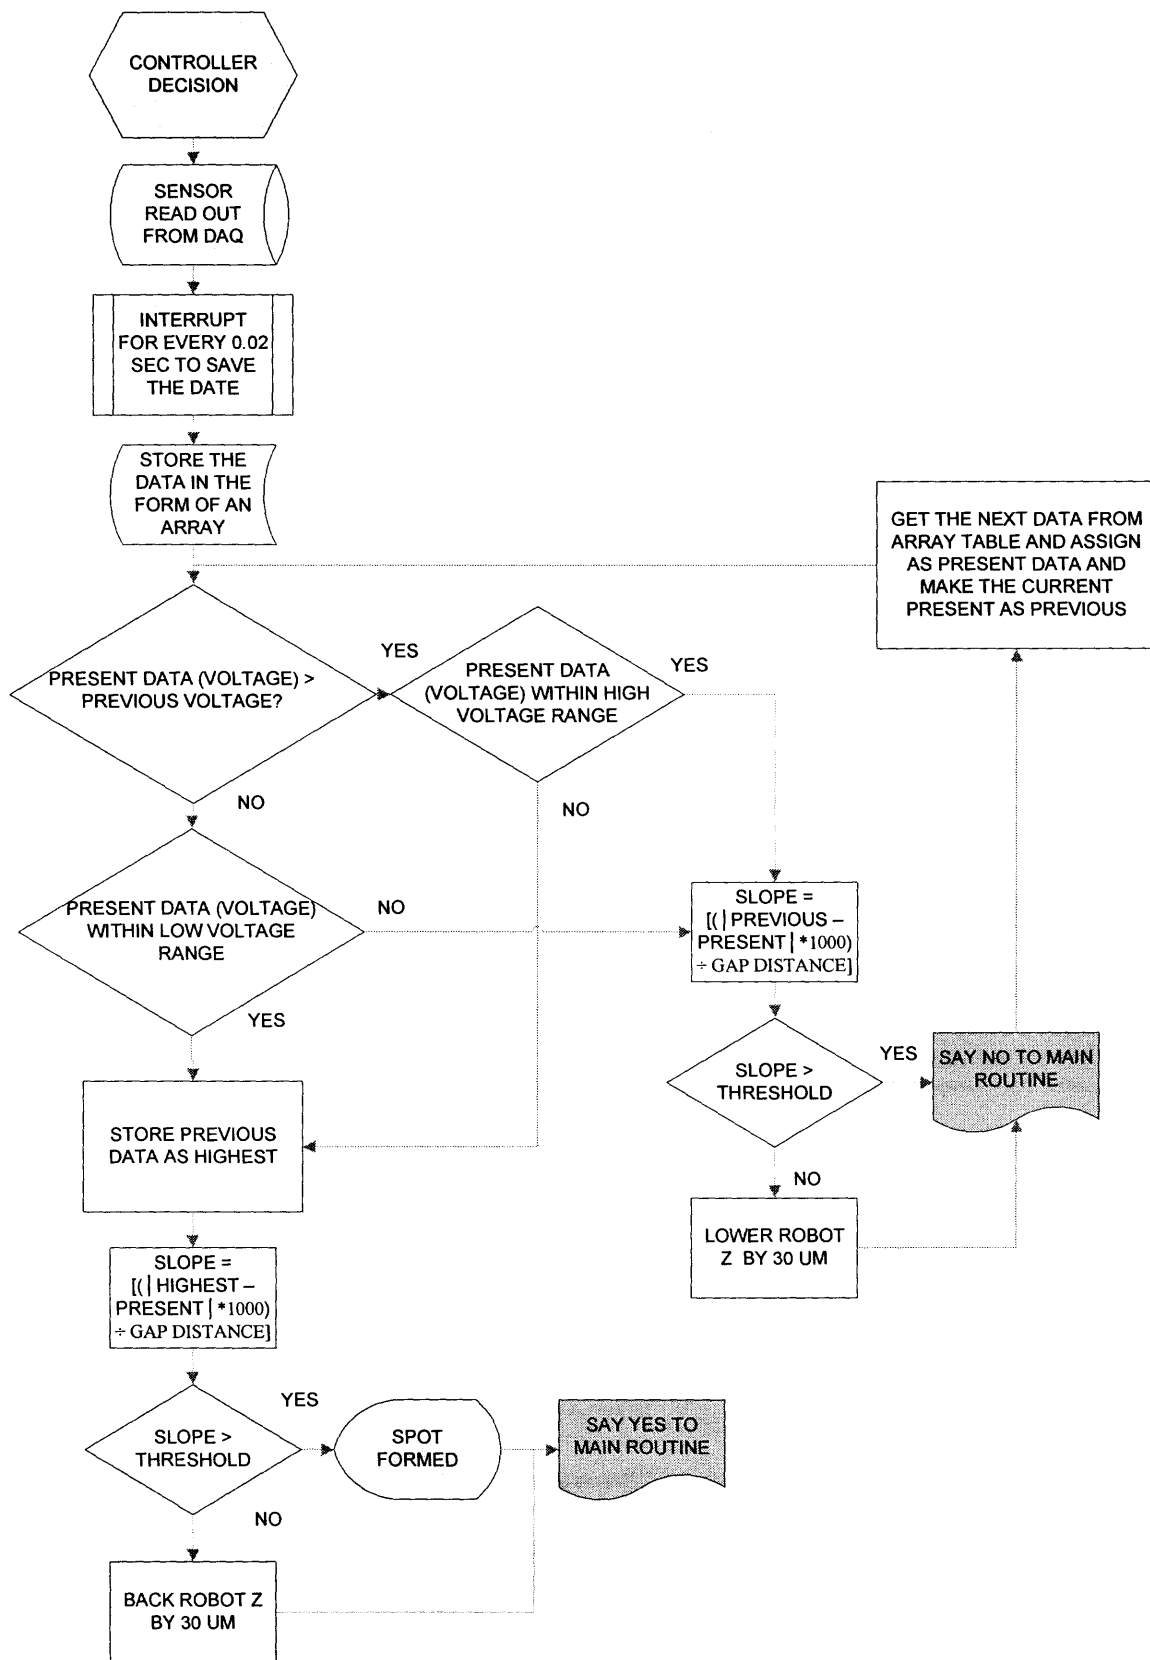 CONTROLLER
DECISION
SENSOR
READ OUT
FROM DAQ
INTERRUPT
FOR EVERY 0.02
SEC TO SAVE
THE DATE
STORE THE
DATA IN THE
FORM OF AN
ARRAY
GET THE NEXT DATA FROM
ARRAY TABLE AND ASSIGN
AS PRESENT DATA AND
MAKE THE CURRENT
PRESENT AS PREVIOUS
PRESENT DATA (VOLTAGE) >
PREVIOUS VOLTAGE?
YES
PRESENT DATA
(VOLTAGE) WITHIN HIGH
VOLTAGE RANGE
YES
NO
NO
PRESENT DATA (VOLTAGE)
WITHIN LOW VOLTAGE
RANGE
NO
YES
SLOPE =
[(|PREVIOUS –
PRESENT | *1000)
÷ GAP DISTANCE]
SLOPE >
THRESHOLD
YES
SAY NO TO MAIN
ROUTINE
NO
LOWER ROBOT
Z BY 30 UM
STORE PREVIOUS
DATA AS HIGHEST
SLOPE =
[(|HIGHEST –
PRESENT | *1000)
÷ GAP DISTANCE]
SLOPE >
THRESHOLD
YES
SPOT
FORMED
SAY YES TO
MAIN ROUTINE
NO
BACK ROBOT Z
BY 30 UM